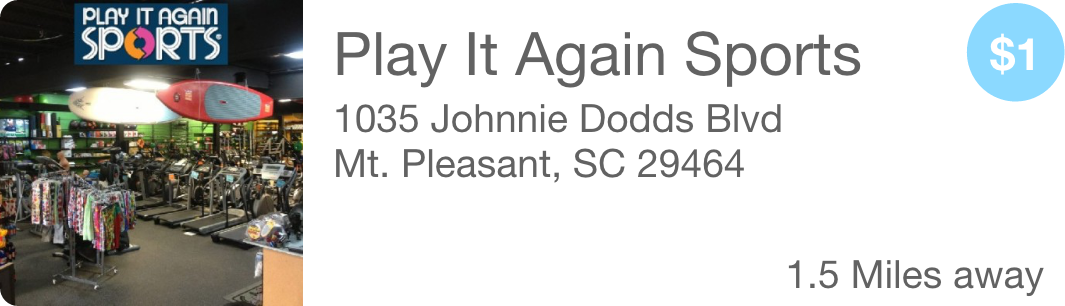 PLAY IT AGAIN
SPORTS
Play It Again Sports
$1
1035 Johnnie Dodds Blvd
Mt. Pleasant, SC 29464
1.5 Miles away